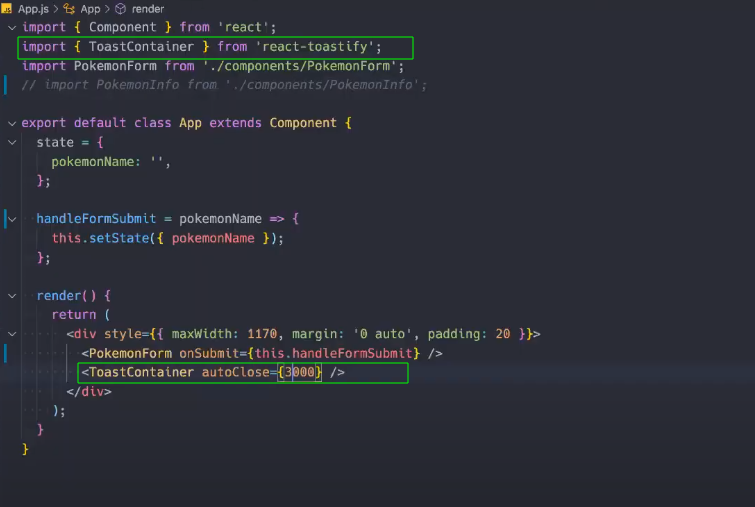 App.js > App > render
import { Component } from 'react';
import { ToastContainer } from 'react-toastify';
import PokemonForm from './components/PokemonForm';
// import PokemonInfo from './components/PokemonInfo';
export default class App extends Component {
state = {
pokemonName: '',
};
handleFormSubmit = pokemonName => {
this.setState({ pokemonName });
};
render() {
return (
<div style={{ maxWidth: 1170, margin: '0 auto', padding: 20 }}>
<PokemonForm onSubmit={this.handleFormSubmit} />
<ToastContainer autoClose={3000} />
</div>
);
}
}